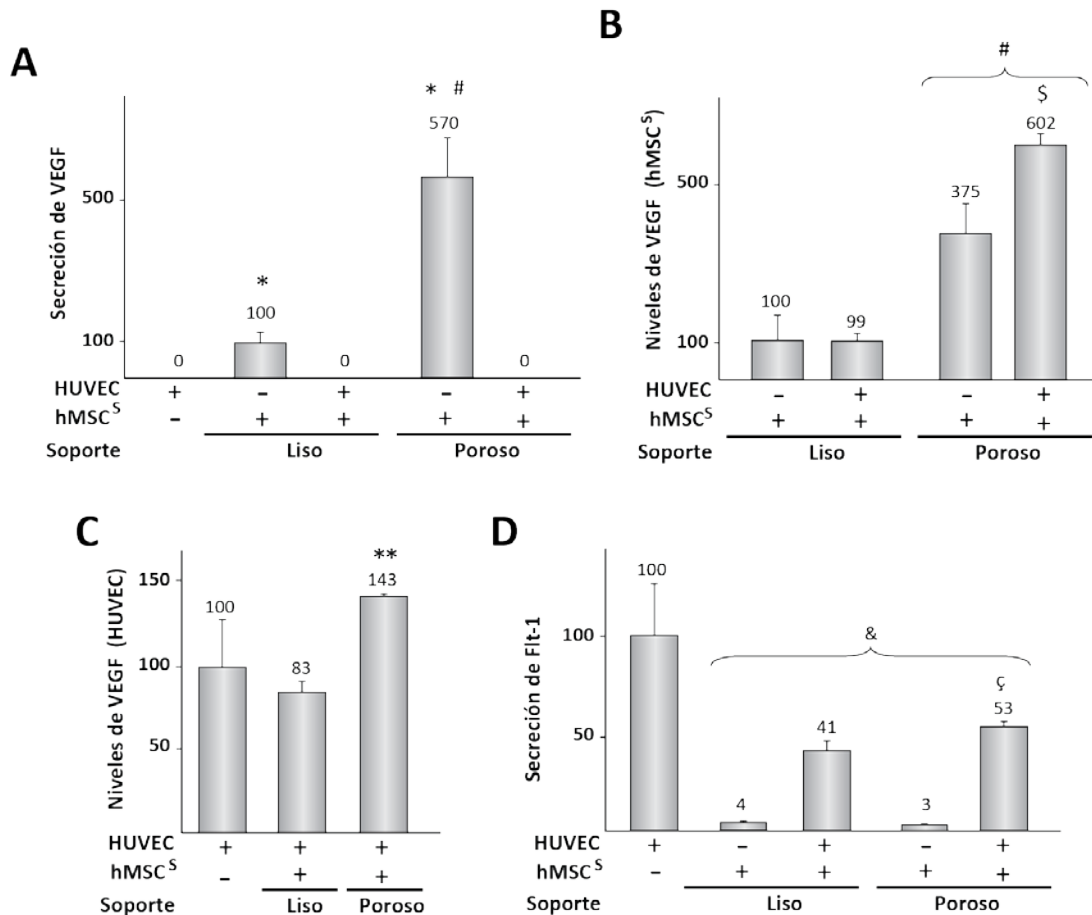 A
Secreción de VEGF
* #
570
500
*
100
100
0
0
0
HUVEC + – + – +
hMSC S – + + + +
Soporte Liso Poroso
B
Niveles de VEGF (hMSC S)
#
$
602
500
375
100
99
100
HUVEC – + – +
hMSC S + + + +
Soporte Liso Poroso
C
Niveles de VEGF (HUVEC)
**
150
143
100
100
83
50
HUVEC + + +
hMSC S – + +
Soporte Liso Poroso
D
Secreción de Flt-1
100
100
&
ç
53
50
41
4
3
HUVEC + – + – +
hMSC S – + + + +
Soporte Liso Poroso